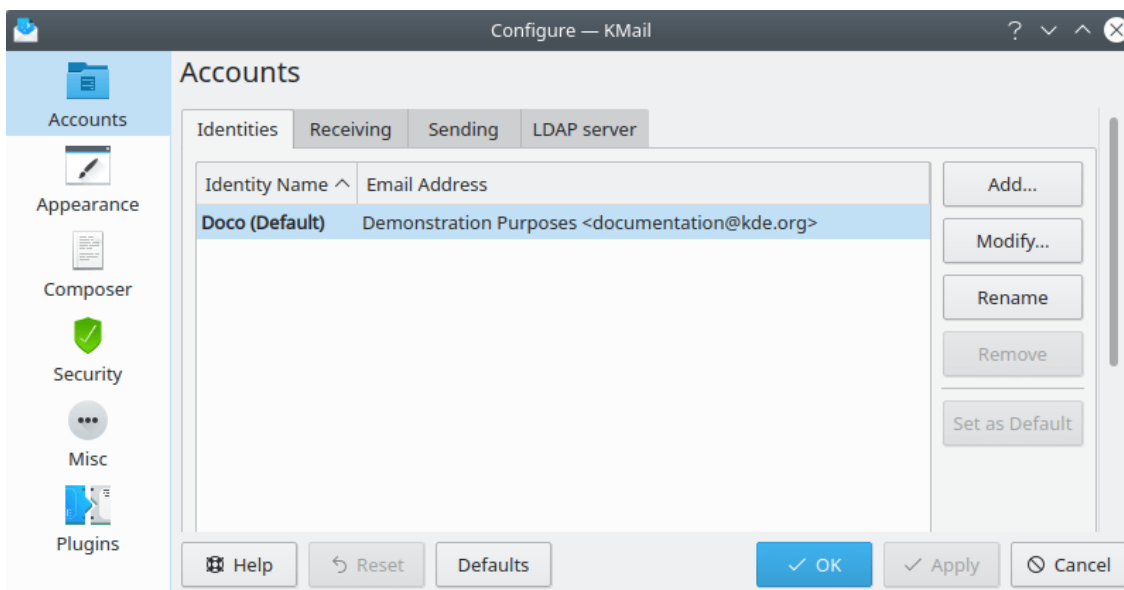 Configure — KMail
Accounts
Accounts
Identities Receiving Sending LDAP server
Identity Name Email Address
Doco (Default) Demonstration Purposes <documentation@kde.org>
Add...
Modify...
Rename
Remove
Set as Default
Appearance
Composer
Security
Misc
Plugins
Help Reset Defaults OK Apply Cancel